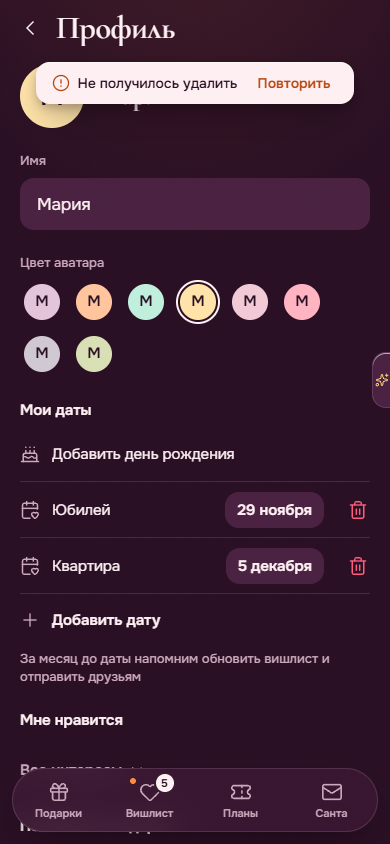 Профиль
Не получилось удалить Повторить
Имя
Мария
Цвет аватара
М М М М М М
М М
Мои даты
Добавить день рождения
Юбилей 29 ноября
Квартира 5 декабря
Добавить дату
За месяц до даты напомним обновить вишлист и
отправить друзьям
Мне нравится
5
Подарки Вишлист Планы Санта